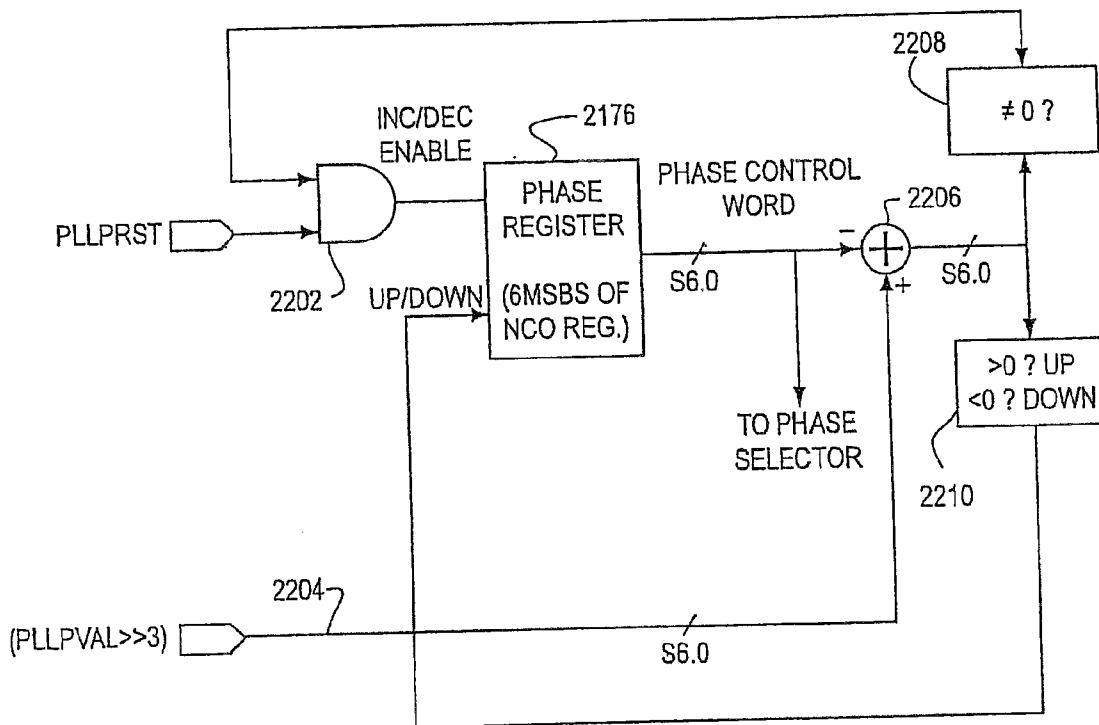 2208
≠ 0 ?
INC/DEC
ENABLE
2176
PHASE
REGISTER
(6MSBS OF
NCO REG.)
PHASE CONTROL
WORD
2206
PLLPRST
2202
UP/DOWN
S6.0
−
+
S6.0
>0 ? UP
<0 ? DOWN
TO PHASE
SELECTOR
2210
2204
(PLLPVAL>>3)
S6.0